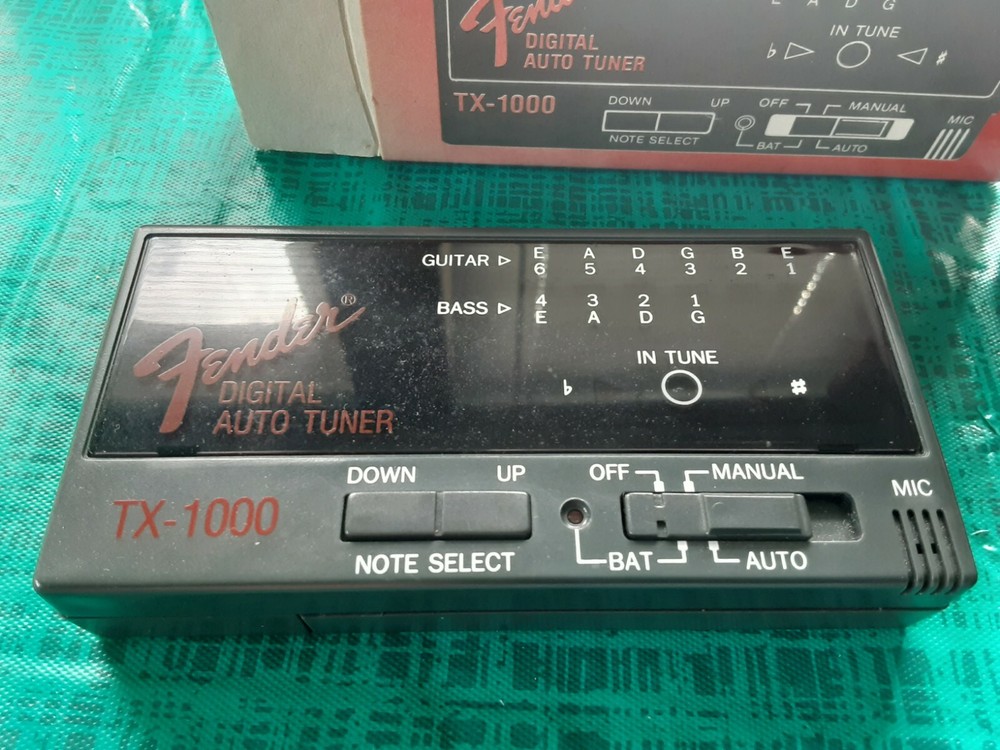 Fender
E A D G
IN TUNE
♭ ▷ ◁ ♯
DIGITAL
AUTO TUNER
TX-1000
DOWN UP
NOTE SELECT
OFF MANUAL
BAT AUTO
MIC
GUITAR ▷ E A D G B E
6 5 4 3 2 1
BASS ▷ 4 3 2 1
E A D G
Fender®
DIGITAL
AUTO TUNER
IN TUNE
♭ ♯
TX-1000
DOWN UP
NOTE SELECT
OFF MANUAL
BAT AUTO
MIC